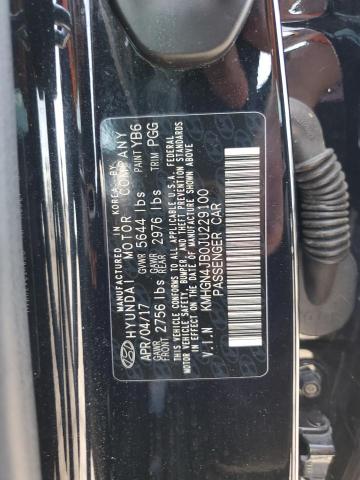 MANUFACTURED IN KOREA BY
HYUNDAI MOTOR COMPANY
APR/04/17 GVWR 5644 lbs PAINT YB6
GAWR FRONT 2756 lbs GAWR REAR 2976 lbs TRIM PGG
THIS VEHICLE CONFORMS TO ALL APPLICABLE U.S.A. FEDERAL
MOTOR VEHICLE SAFETY, BUMPER, AND THEFT PREVENTION STANDARDS
IN EFFECT ON THE DATE OF MANUFACTURE SHOWN ABOVE.
V.I.N KMHGN4JB0JU229100
PASSENGER CAR